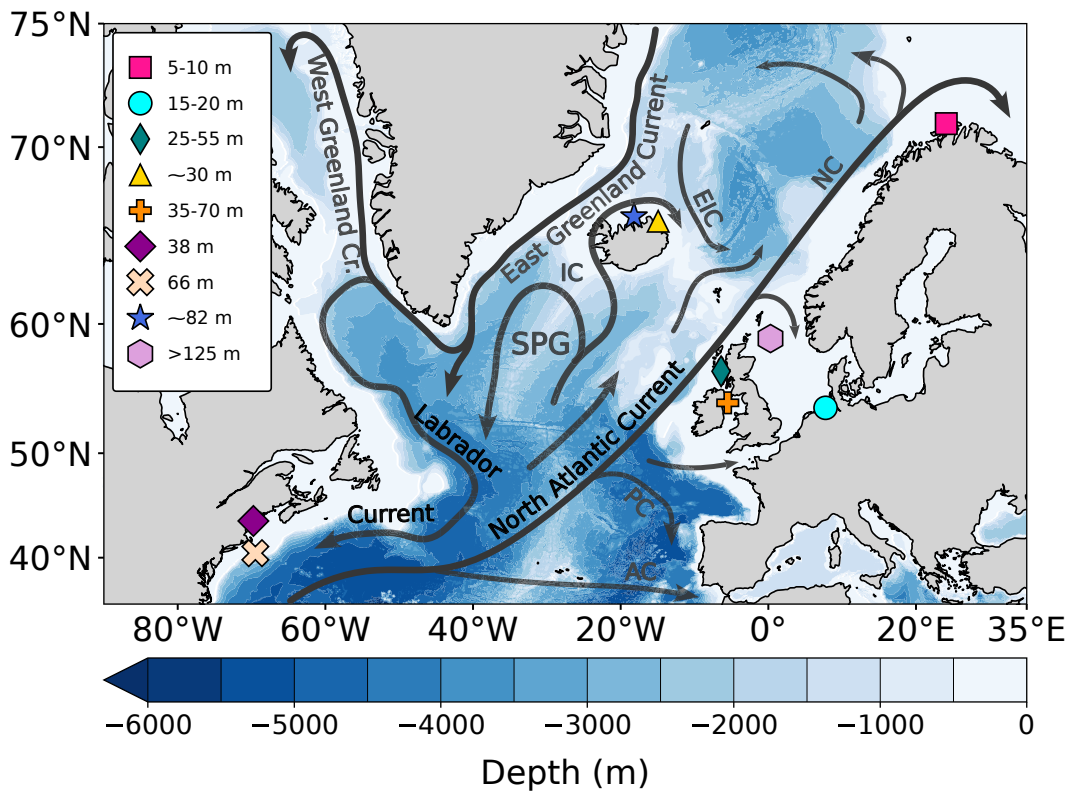 75°N
70°N
60°N
50°N
40°N
5-10 m
15-20 m
25-55 m
~30 m
35-70 m
38 m
66 m
~82 m
>125 m
West Greenland Cr.
East Greenland Current
EIC
NC
IC
SPG
Labrador
Current
North Atlantic Current
PC
AC
80°W
60°W
40°W
20°W
0°
20°E
35°E
−6000
−5000
−4000
−3000
−2000
−1000
0
Depth (m)